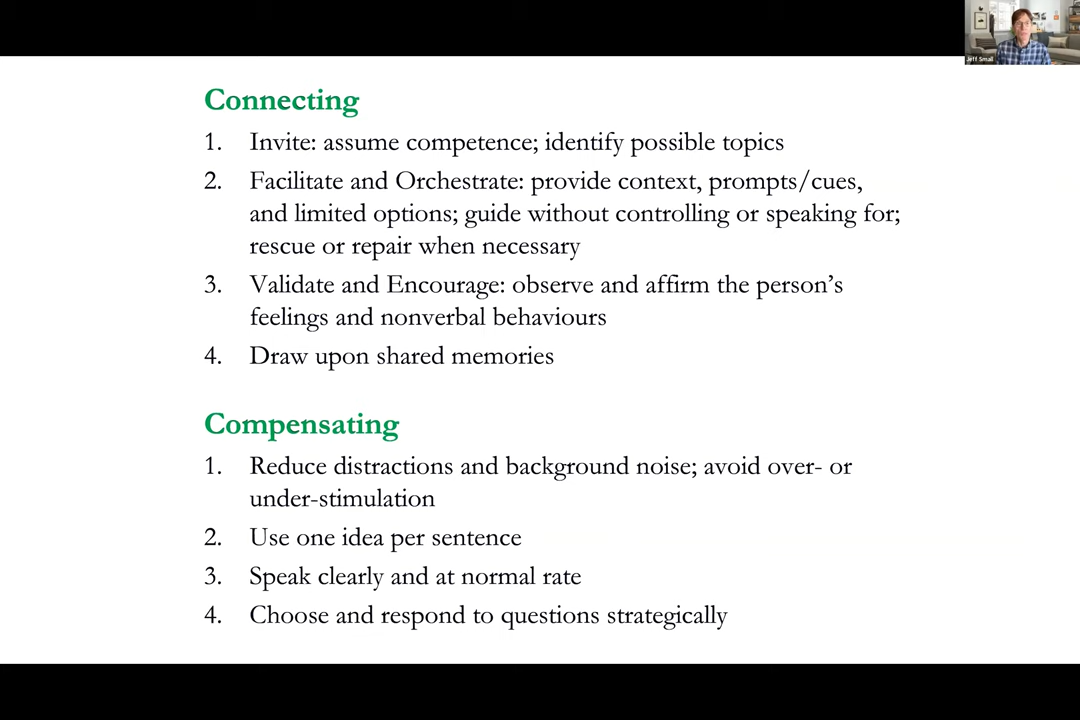 Jeff Small
Connecting
1. Invite: assume competence; identify possible topics
2. Facilitate and Orchestrate: provide context, prompts/cues,
and limited options; guide without controlling or speaking for;
rescue or repair when necessary
3. Validate and Encourage: observe and affirm the person’s
feelings and nonverbal behaviours
4. Draw upon shared memories
Compensating
1. Reduce distractions and background noise; avoid over- or
under-stimulation
2. Use one idea per sentence
3. Speak clearly and at normal rate
4. Choose and respond to questions strategically